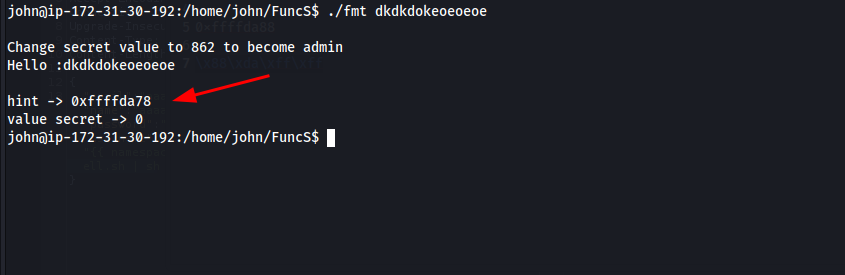 john@ip-172-31-30-192:/home/john/FuncS$ ./fmt dkdkdokeoeoeoe
Change secret value to 862 to become admin
Hello :dkdkdokeoeoeoe
hint -> 0xffffda78
value secret -> 0
john@ip-172-31-30-192:/home/john/FuncS$